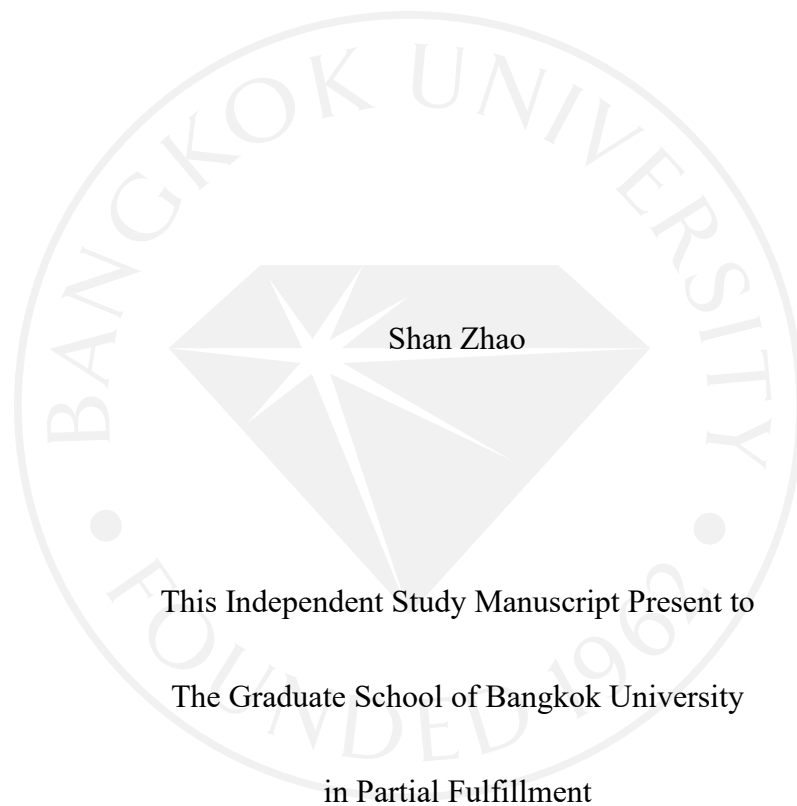 BANGKOK UNIVERSITY
Shan Zhao
This Independent Study Manuscript Present to
The Graduate School of Bangkok University
in Partial Fulfillment
FOUNDED 1962